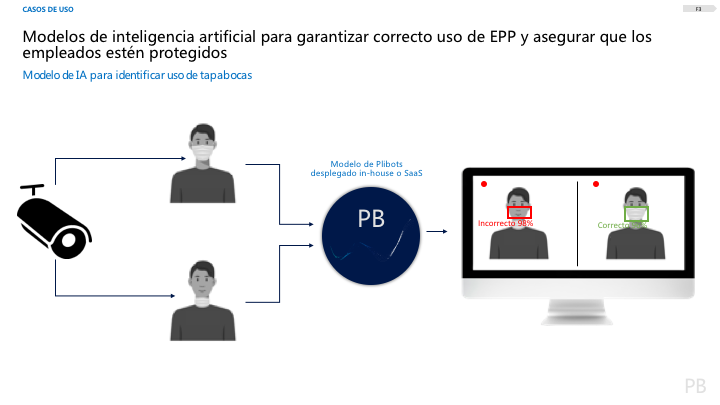 CASOS DE USO
F3
Modelos de inteligencia artificial para garantizar correcto uso de EPP y asegurar que los
empleados estén protegidos
Modelo de IA para identificar uso de tapabocas
Modelo de Plibots
desplegado in-house o SaaS
PB
Incorrecto 98%
Correcto
PB